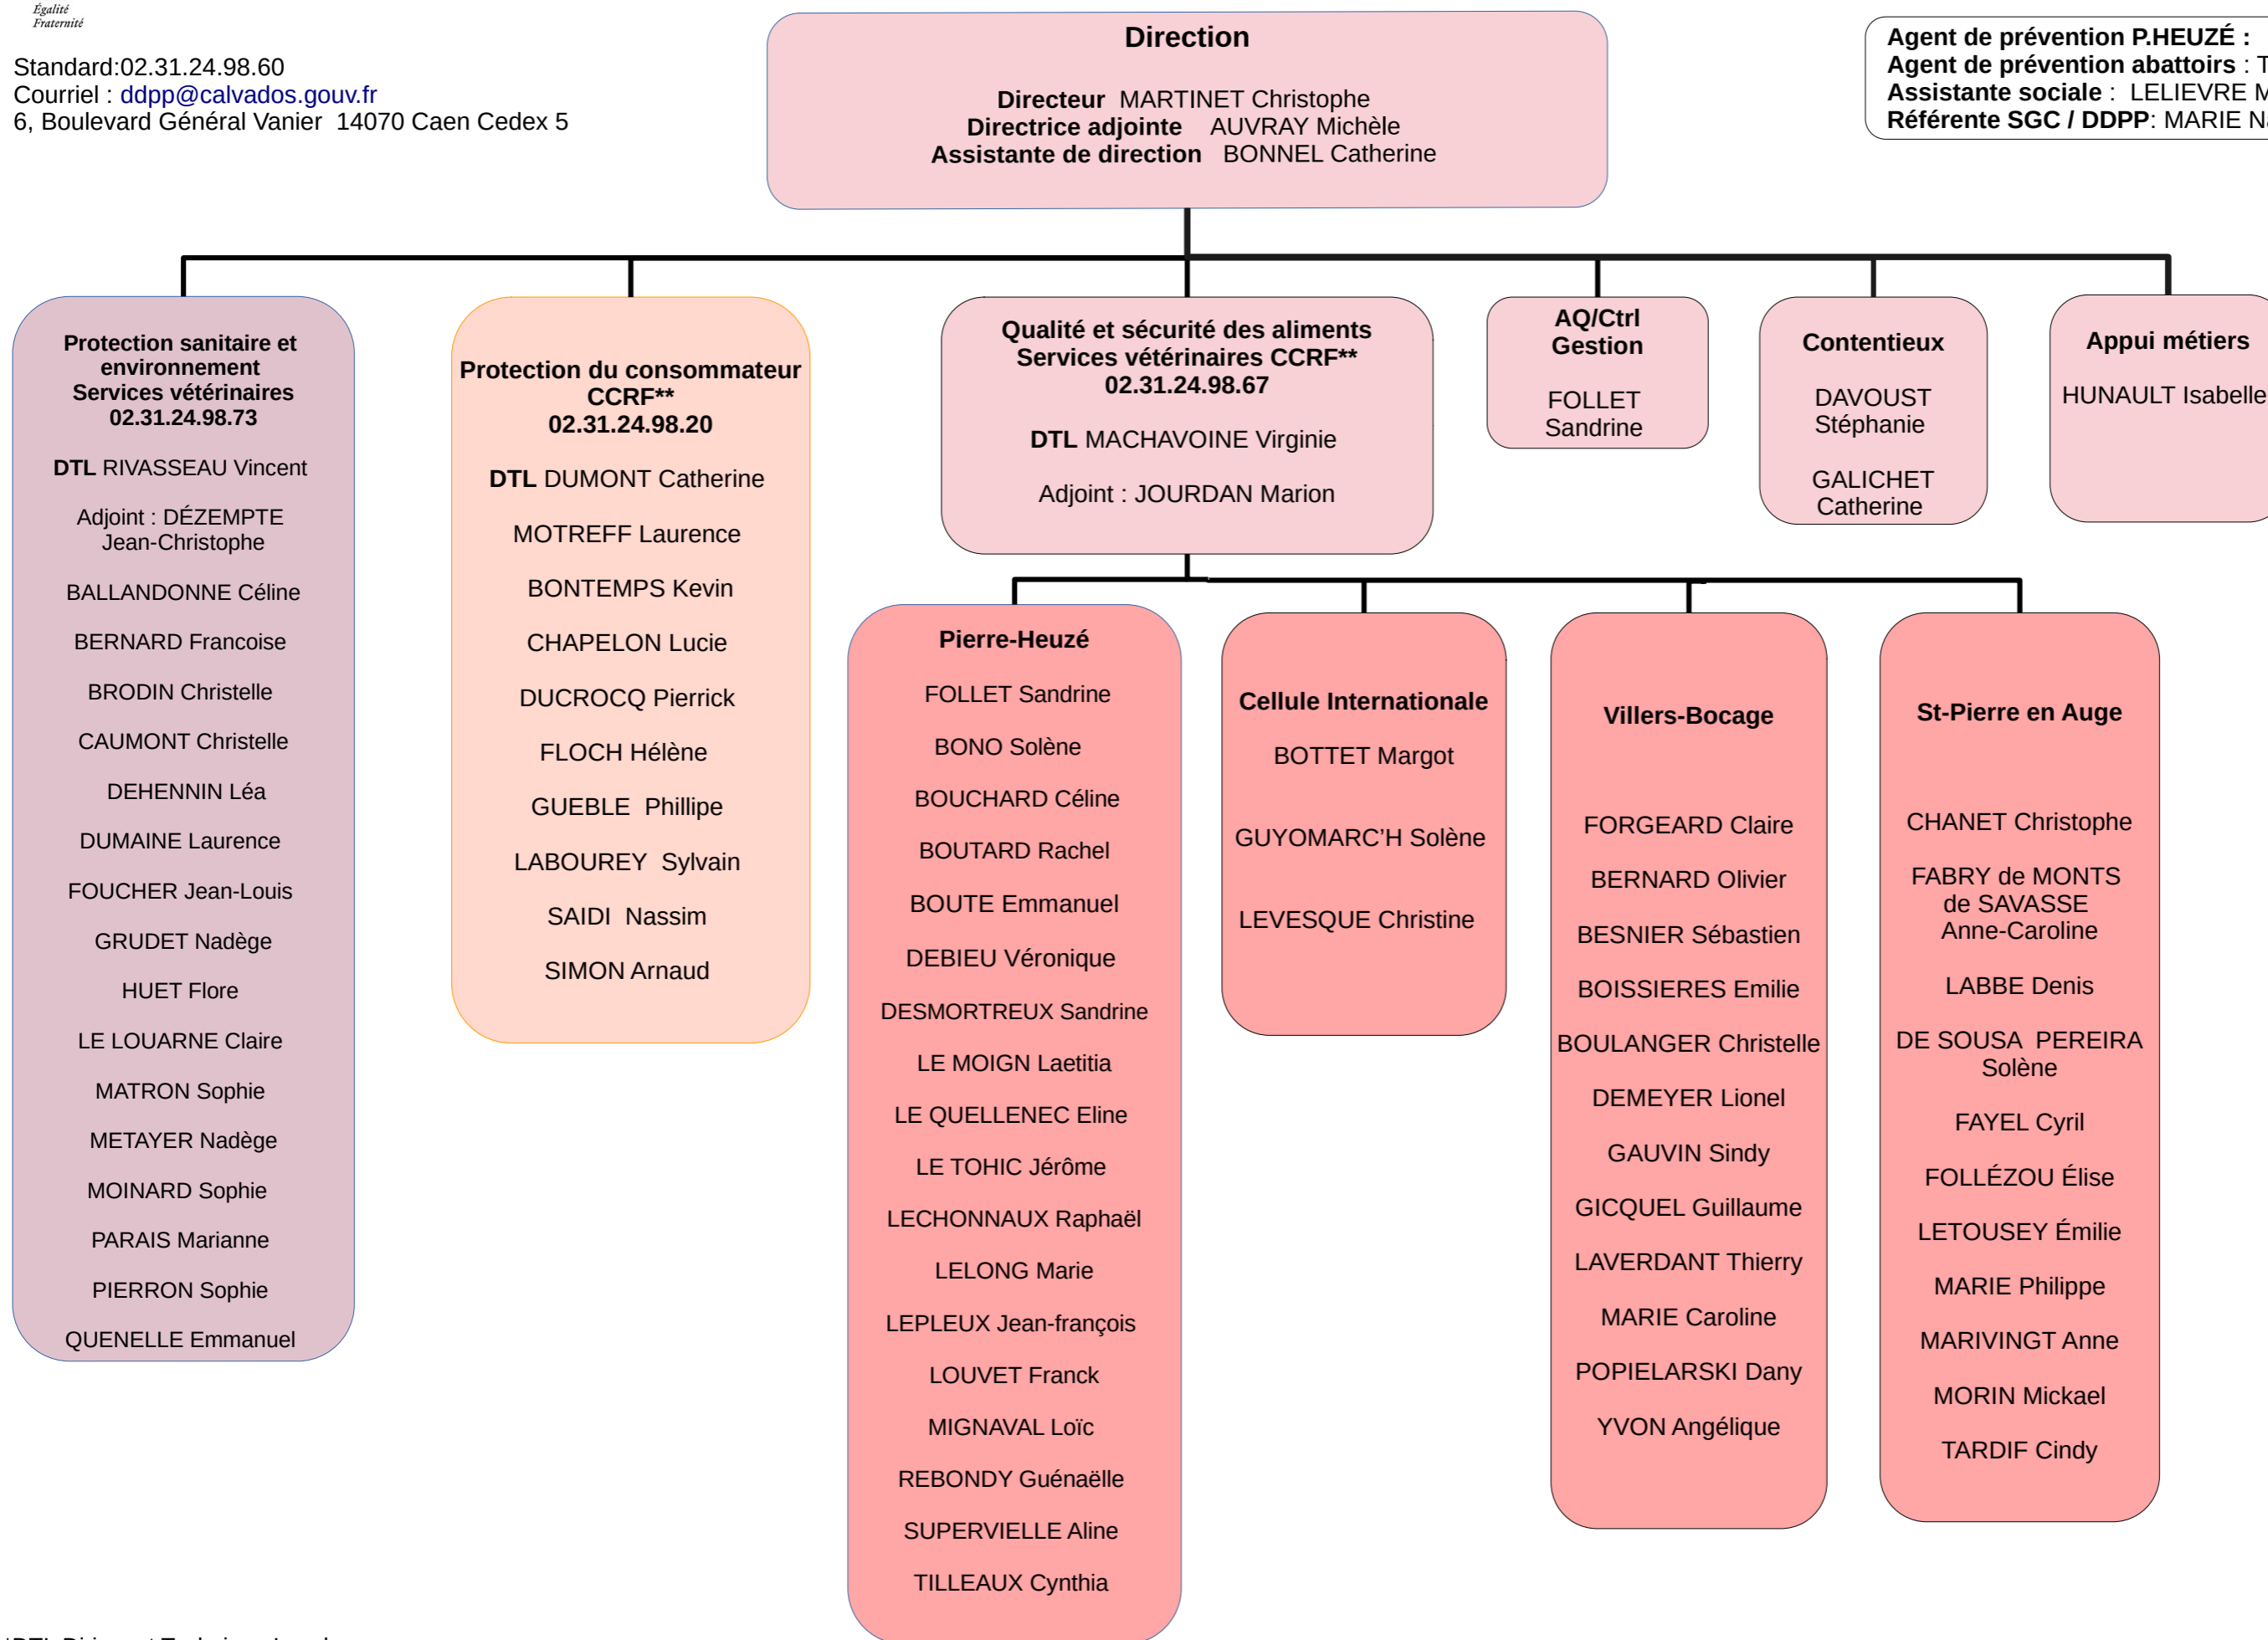 Égalité
Fraternité
Standard:02.31.24.98.60
Courriel : ddpp@calvados.gouv.fr
6, Boulevard Général Vanier 14070 Caen Cedex 5
Direction
Directeur MARTINET Christophe
Directrice adjointe AUVRAY Michèle
Assistante de direction BONNEL Catherine
Agent de prévention P.HEUZÉ :
Agent de prévention abattoirs :
Assistante sociale : LELIEVRE
Référente SGC / DDPP: MARIE
Protection sanitaire et
environnement
Services vétérinaires
02.31.24.98.73
DTL RIVASSEAU Vincent
Adjoint : DÉZEMPTE
Jean-Christophe
BALLANDONNE Céline
BERNARD Francoise
BRODIN Christelle
CAUMONT Christelle
DEHENNIN Léa
DUMAINE Laurence
FOUCHER Jean-Louis
GRUDET Nadège
HUET Flore
LE LOUARNE Claire
MATRON Sophie
METAYER Nadège
MOINARD Sophie
PARAIS Marianne
PIERRON Sophie
QUENELLE Emmanuel
Protection du consommateur
CCRF**
02.31.24.98.20
DTL DUMONT Catherine
MOTREFF Laurence
BONTEMPS Kevin
CHAPELON Lucie
DUCROCQ Pierrick
FLOCH Hélène
GUEBLE Phillipe
LABOUREY Sylvain
SAIDI Nassim
SIMON Arnaud
Qualité et sécurité des aliments
Services vétérinaires CCRF**
02.31.24.98.67
DTL MACHAVOINE Virginie
Adjoint : JOURDAN Marion
AQ/Ctrl
Gestion
FOLLET
Sandrine
Contentieux
DAVOUST
Stéphanie
GALICHET
Catherine
Appui métiers
HUNAULT Isabelle
Pierre-Heuzé
FOLLET Sandrine
BONO Solène
BOUCHARD Céline
BOUTARD Rachel
BOUTE Emmanuel
DEBIEU Véronique
DESMORTREUX Sandrine
LE MOIGN Laetitia
LE QUELLENEC Eline
LE TOHIC Jérôme
LECHONNAUX Raphaël
LELONG Marie
LEPLEUX Jean-françois
LOUVET Franck
MIGNAVAL Loïc
REBONDY Guénaëlle
SUPERVIELLE Aline
TILLEAUX Cynthia
Cellule Internationale
BOTTET Margot
GUYOMARC’H Solène
LEVESQUE Christine
Villers-Bocage
FORGEARD Claire
BERNARD Olivier
BESNIER Sébastien
BOISSIERES Emilie
BOULANGER Christelle
DEMEYER Lionel
GAUVIN Sindy
GICQUEL Guillaume
LAVERDANT Thierry
MARIE Caroline
POPIELARSKI Dany
YVON Angélique
St-Pierre en Auge
CHANET Christophe
FABRY de MONTS
de SAVASSE
Anne-Caroline
LABBE Denis
DE SOUSA PEREIRA
Solène
FAYEL Cyril
FOLLÉZOU Élise
LETOUSEY Émilie
MARIE Philippe
MARIVINGT Anne
MORIN Mickael
TARDIF Cindy